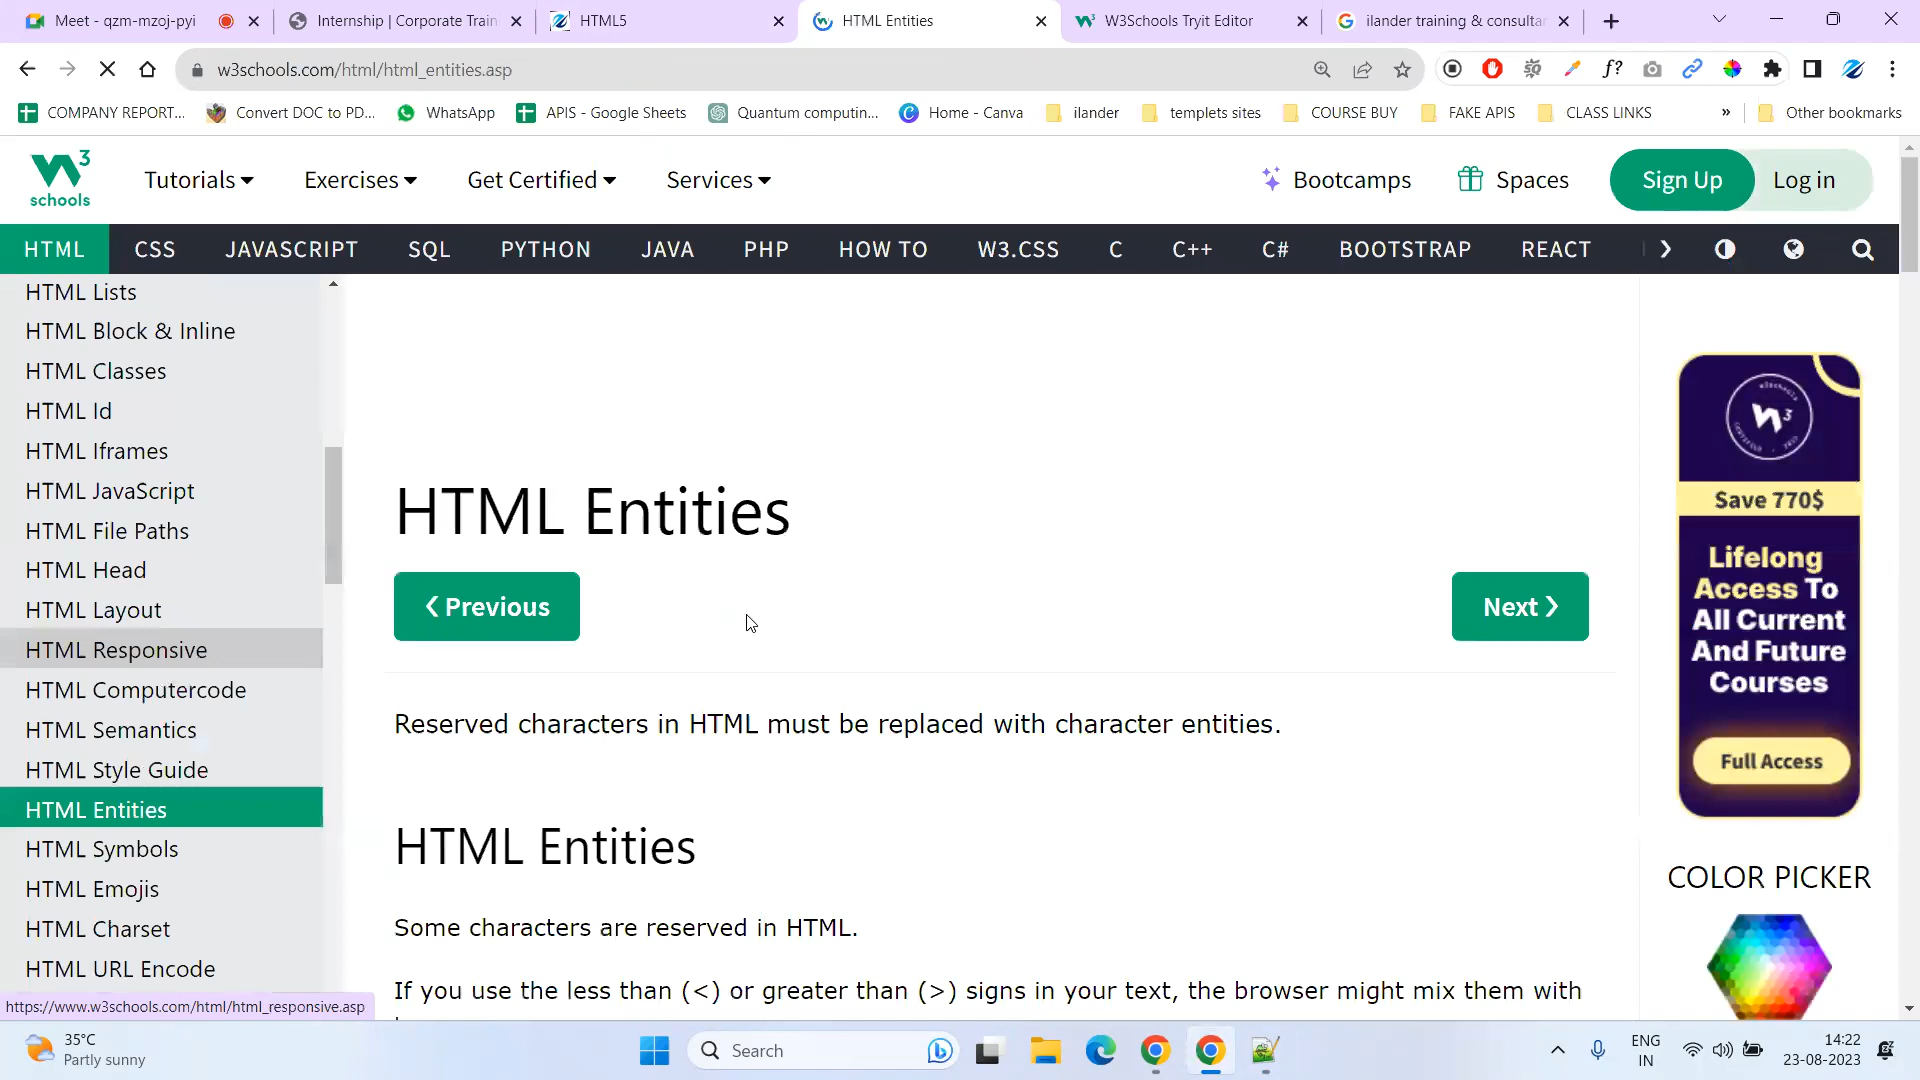 Meet - qzm-mzoj-pyi
Internship | Corporate Train
HTML5
HTML Entities
W3Schools Tryit Editor
ilander training & consultan
w3schools.com/html/html_entities.asp
COMPANY REPORT...
Convert DOC to PD...
WhatsApp
APIS - Google Sheets
Quantum computin...
Home - Canva
ilander
templets sites
COURSE BUY
FAKE APIS
CLASS LINKS
»
Other bookmarks
3
schools
Tutorials
Exercises
Get Certified
Services
Bootcamps
Spaces
Sign Up
Log in
HTML
CSS
JAVASCRIPT
SQL
PYTHON
JAVA
PHP
HOW TO
W3.CSS
C
C++
C#
BOOTSTRAP
REACT
HTML Lists
HTML Block & Inline
HTML Classes
HTML Id
HTML Iframes
HTML JavaScript
HTML File Paths
HTML Head
HTML Layout
HTML Responsive
HTML Computercode
HTML Semantics
HTML Style Guide
HTML Entities
HTML Symbols
HTML Emojis
HTML Charset
HTML URL Encode
https://www.w3schools.com/html/html_responsive.asp
HTML Entities
❮ Previous
Next ❯
Reserved characters in HTML must be replaced with character entities.
HTML Entities
Some characters are reserved in HTML.
If you use the less than (<) or greater than (>) signs in your text, the browser might mix them with
Save 770$
Lifelong
Access To
All Current
And Future
Courses
Full Access
COLOR PICKER
35°C
Partly sunny
Search
ENG
IN
14:22
23-08-2023